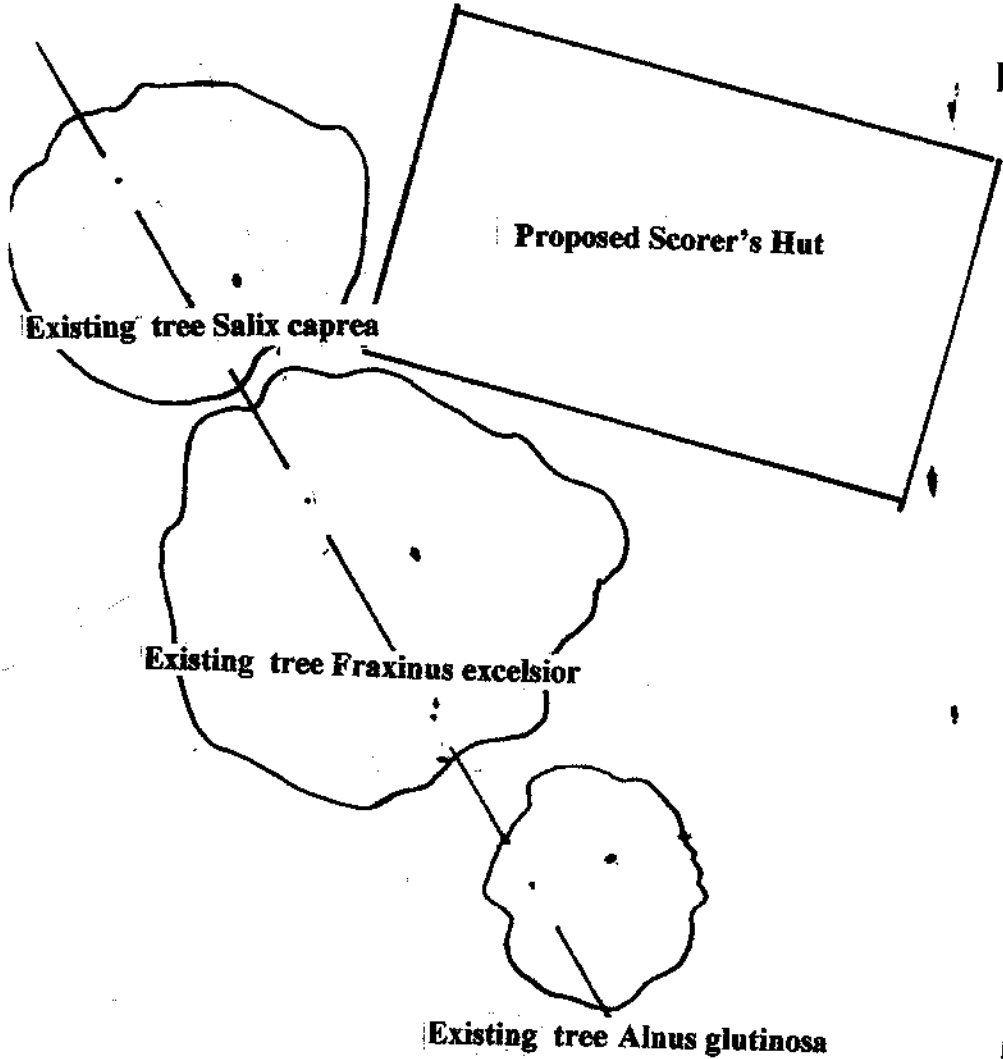 Proposed Scorer's Hut
Existing tree Salix caprea
Existing tree Fraxinus excelsior
Existing tree Alnus glutinosa